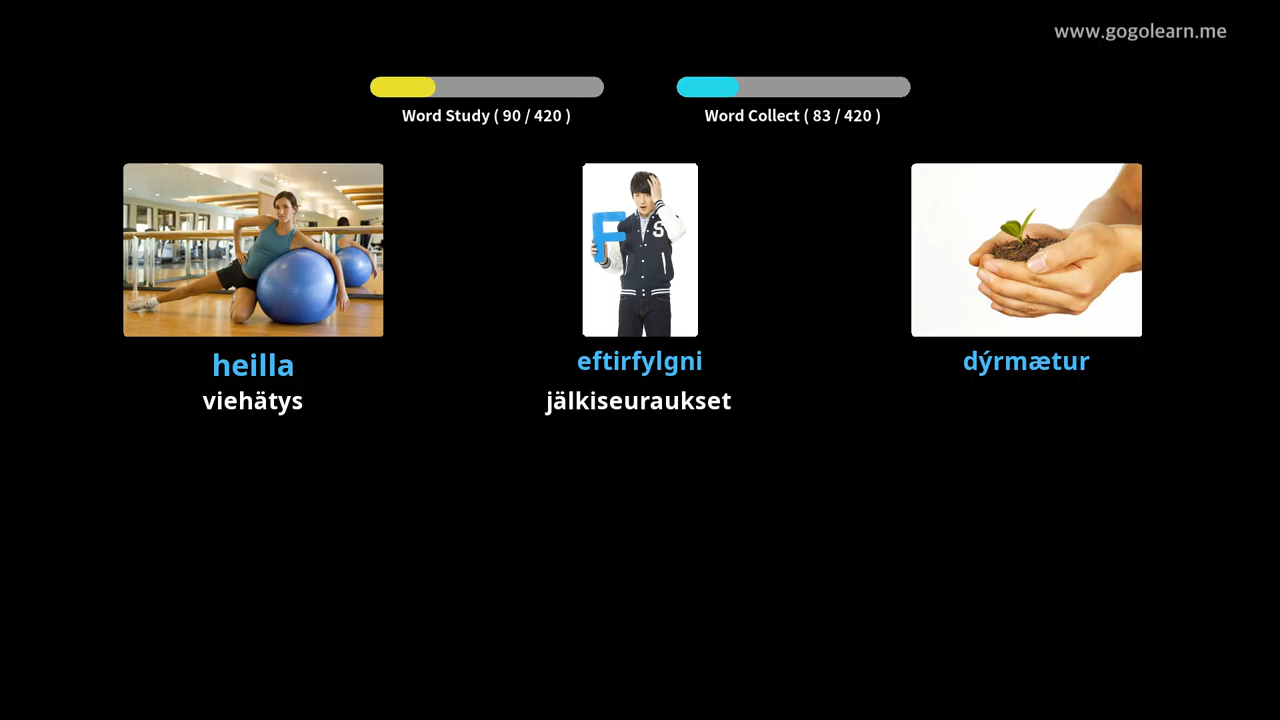 www.gogolearn.me
Word Study ( 90 / 420 )
Word Collect ( 83 / 420 )
F
S
heilla
eftirfylgni
dýrmætur
viehätys
jälkiseuraukset